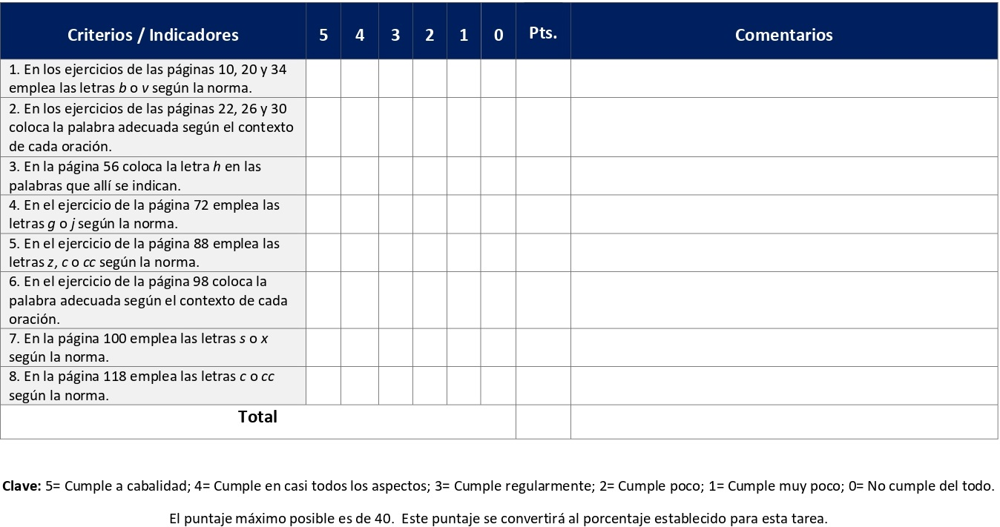 Criterios / Indicadores 5 4 3 2 1 0 Pts. Comentarios
1. En los ejercicios de las páginas 10, 20 y 34
emplea las letras b o v según la norma.
2. En los ejercicios de las páginas 22, 26 y 30
coloca la palabra adecuada según el contexto
de cada oración.
3. En la página 56 coloca la letra h en las
palabras que allí se indican.
4. En el ejercicio de la página 72 emplea las
letras g o j según la norma.
5. En el ejercicio de la página 88 emplea las
letras z, c o cc según la norma.
6. En el ejercicio de la página 98 coloca la
palabra adecuada según el contexto de cada
oración.
7. En la página 100 emplea las letras s o x
según la norma.
8. En la página 118 emplea las letras c o cc
según la norma.
Total
Clave: 5= Cumple a cabalidad; 4= Cumple en casi todos los aspectos; 3= Cumple regularmente; 2= Cumple poco; 1= Cumple muy poco; 0= No cumple del todo.
El puntaje máximo posible es de 40.  Este puntaje se convertirá al porcentaje establecido para esta tarea.